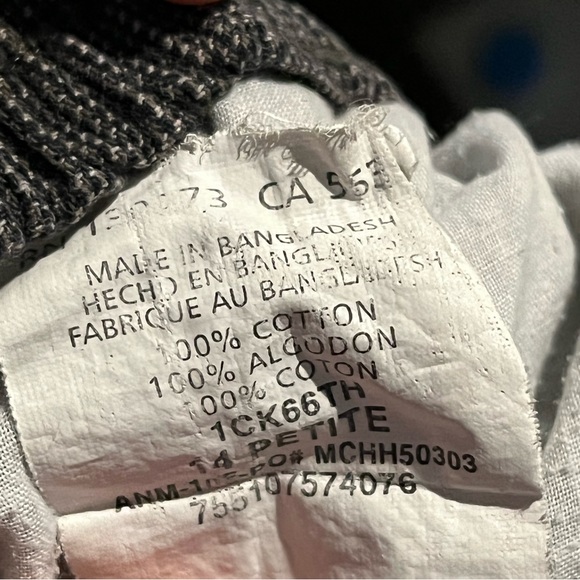 CA
MADE IN BANGLADESH
HECHO EN BANGLADESH
FABRIQUE AU BANGLADESH
100% COTTON
100% ALGODON
100% COTON
1CK66TH
14 PETITE
PO# MCHH50303
755107574076